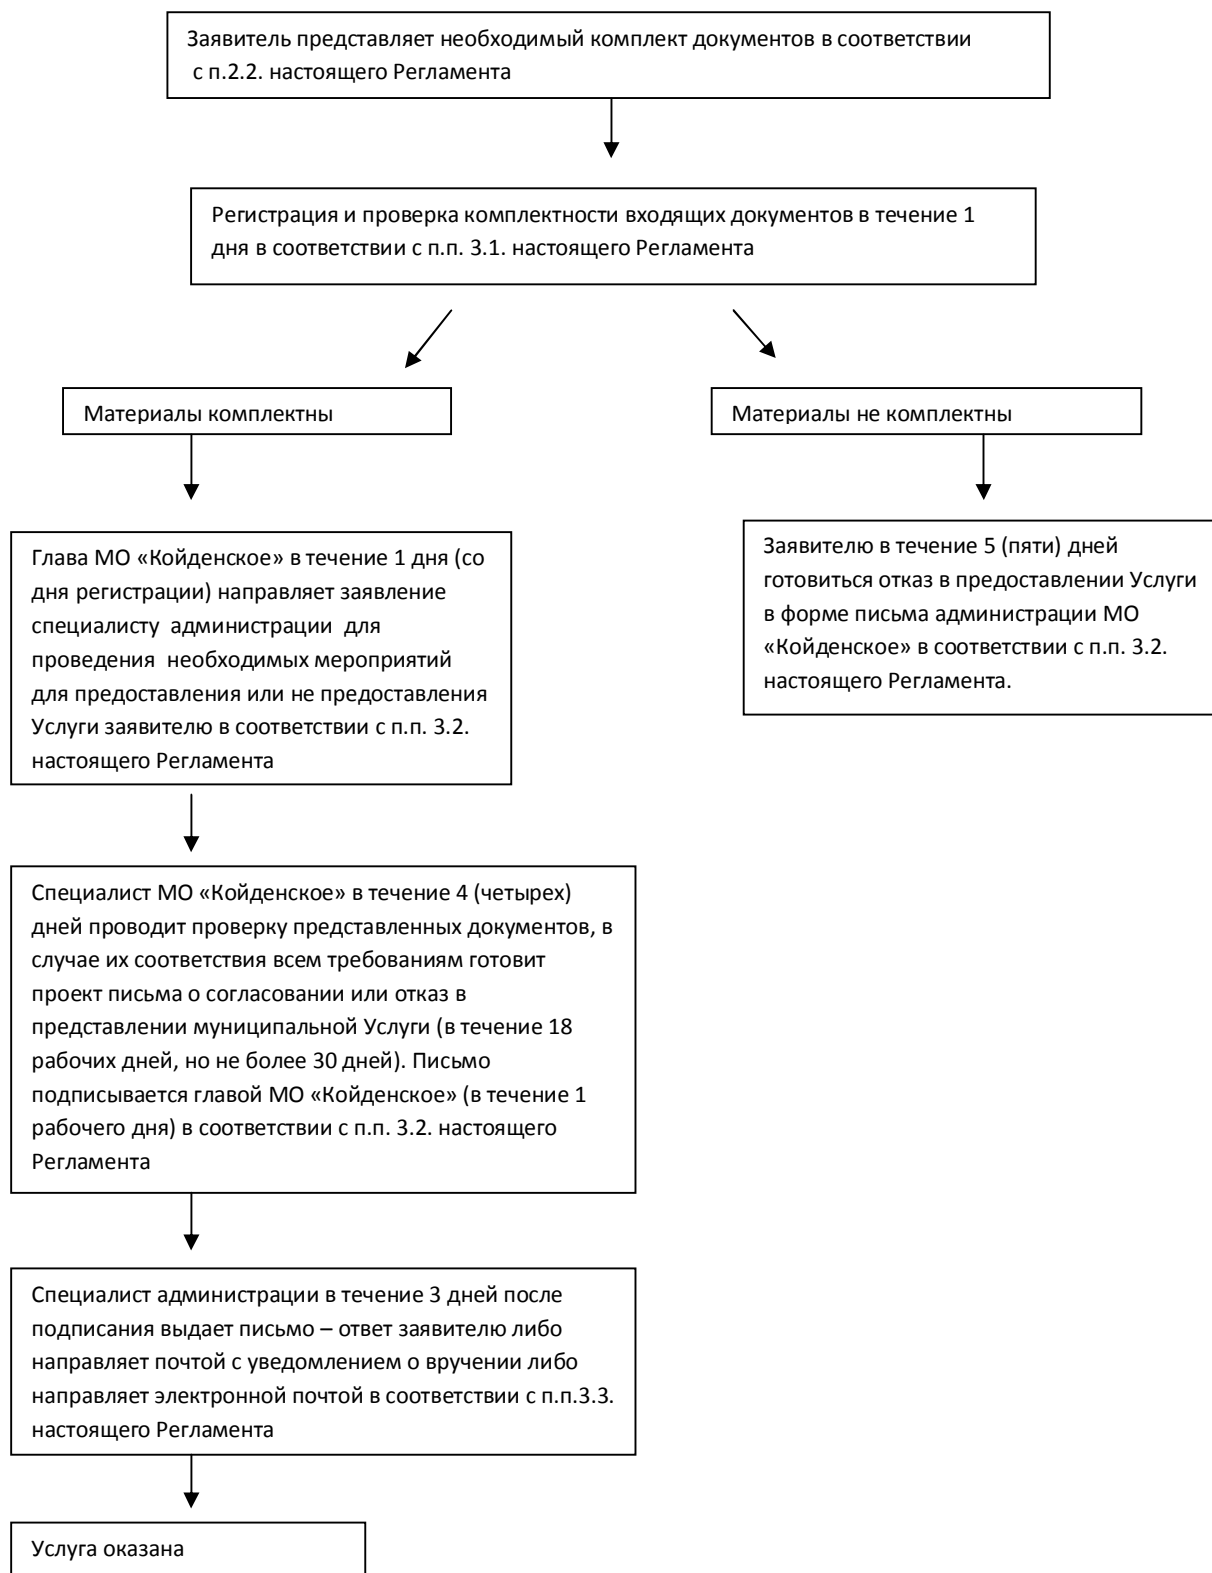 Заявитель представляет необходимый комплект документов в соответствии
с п.2.2. настоящего Регламента
Регистрация и проверка комплектности входящих документов в течение 1
дня в соответствии с п.п. 3.1. настоящего Регламента
Материалы комплектны
Материалы не комплектны
Глава МО «Койденское» в течение 1 дня (со
дня регистрации) направляет заявление
специалисту администрации для
проведения необходимых мероприятий
для предоставления или не предоставления
Услуги заявителю в соответствии с п.п. 3.2.
настоящего Регламента
Заявителю в течение 5 (пяти) дней
готовиться отказ в предоставлении Услуги
в форме письма администрации МО
«Койденское» в соответствии с п.п. 3.2.
настоящего Регламента.
Специалист МО «Койденское» в течение 4 (четырех)
дней проводит проверку представленных документов, в
случае их соответствия всем требованиям готовит
проект письма о согласовании или отказ в
представлении муниципальной Услуги (в течение 18
рабочих дней, но не более 30 дней). Письмо
подписывается главой МО «Койденское» (в течение 1
рабочего дня) в соответствии с п.п. 3.2. настоящего
Регламента
Специалист администрации в течение 3 дней после
подписания выдает письмо – ответ заявителю либо
направляет почтой с уведомлением о вручении либо
направляет электронной почтой в соответствии с п.п.3.3.
настоящего Регламента
Услуга оказана